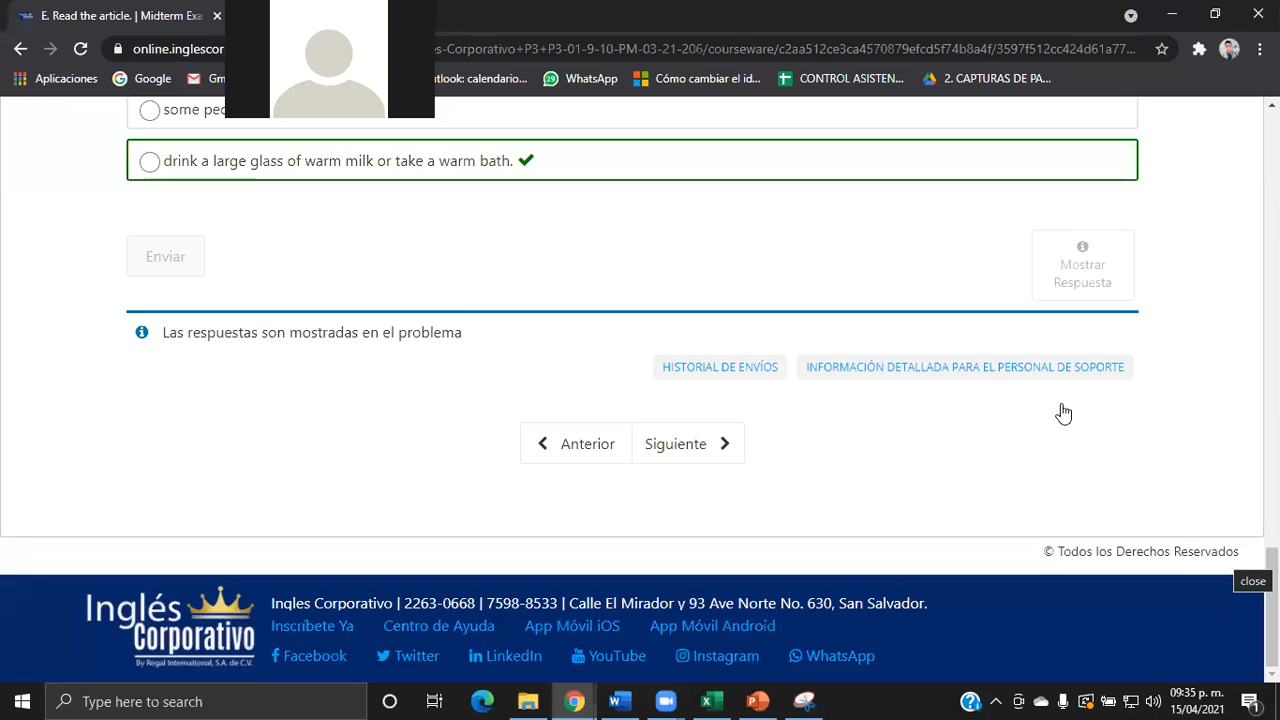 E. Read the article
| Midterm
online.inglescor
les-Corporativo+P3+P3-01-9-10-PM-03-21-206/courseware/c2aa512ce3ca4570879efcd5f74b8a4f/3597f512cc424d61a77...
Aplicaciones
Google
utlook: calendario...
29 WhatsApp
Cómo cambiar el id...
CONTROL ASISTEN...
2. CAPTURAS DE PA...
some
drink a large glass of warm milk or take a warm bath.
Enviar
Mostrar
Respuesta
Las respuestas son mostradas en el problema
HISTORIAL DE ENVÍOS
INFORMACIÓN DETALLADA PARA EL PERSONAL DE SOPORTE
Anterior
Siguiente
© Todos los Derechos Reservados
close
Inglés
Corporativo
By Regal International, S.A. de C.V.
Ingles Corporativo | 2263-0668 | 7598-8533 | Calle El Mirador y 93 Ave Norte No. 630, San Salvador.
Inscríbete Ya
Centro de Ayuda
App Móvil iOS
App Móvil Android
Facebook
Twitter
LinkedIn
YouTube
Instagram
WhatsApp
Type here to search
09:35 p. m.
15/04/2021
1